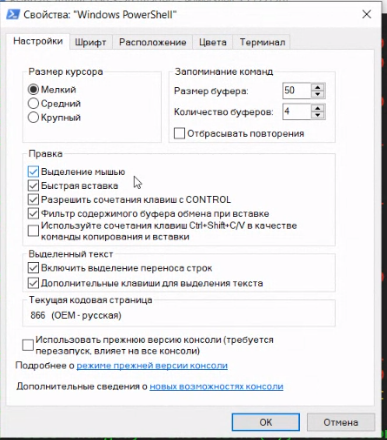 Свойства: "Windows PowerShell"
Настройки Шрифт Расположение Цвета Терминал
Размер курсора
Мелкий
Средний
Крупный
Запоминание команд
Размер буфера: 50
Количество буферов: 4
Отбрасывать повторения
Правка
Выделение мышью
Быстрая вставка
Разрешить сочетания клавиш с CONTROL
Фильтр содержимого буфера обмена при вставке
Используйте сочетания клавиш Ctrl+Shift+C/V в качестве
команды копирования и вставки
Выделенный текст
Включить выделение переноса строк
Дополнительные клавиши для выделения текста
Текущая кодовая страница
866 (OEM - русская)
Использовать прежнюю версию консоли (требуется
перезапуск, влияет на все консоли)
Подробнее о режиме прежней версии консоли
Дополнительные сведения о новых возможностях консоли
ОК Отмена